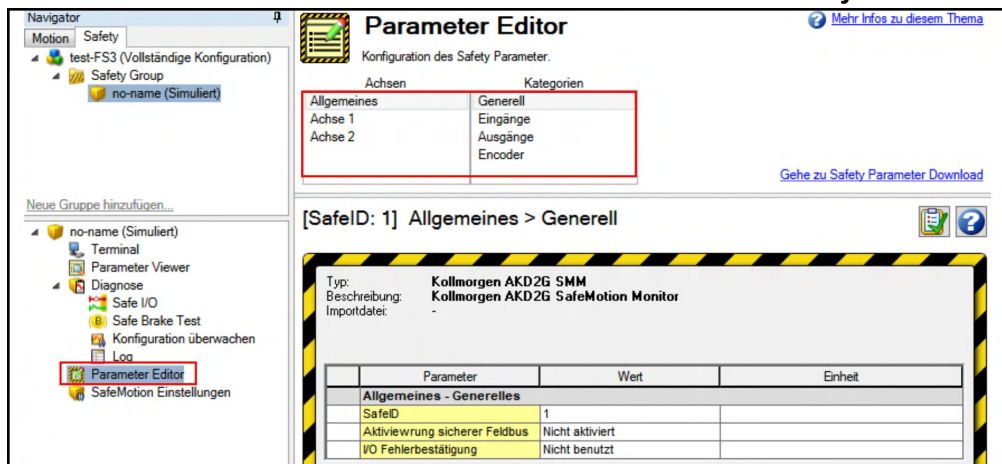 Navigator
Motion Safety
test-FS3 (Vollständige Konfiguration)
Safety Group
no-name (Simuliert)
Neue Gruppe hinzufügen...
no-name (Simuliert)
Terminal
Parameter Viewer
Diagnose
Safe I/O
Safe Brake Test
Konfiguration überwachen
Log
Parameter Editor
SafeMotion Einstellungen
Parameter Editor
Mehr Infos zu diesem Thema
Konfiguration des Safety Parameter.
Achsen Kategorien
Allgemeines Generell
Achse 1 Eingänge
Achse 2 Ausgänge
Encoder
Gehe zu Safety Parameter Download
[SafeID: 1] Allgemeines > Generell
Typ: Kollmorgen AKD2G SMM
Beschreibung: Kollmorgen AKD2G SafeMotion Monitor
Importdatei: -
Parameter Wert Einheit
Allgemeines - Generelles
SafeID 1
Aktiviewrung sicherer Feldbus Nicht aktiviert
I/O Fehlerbestätigung Nicht benutzt